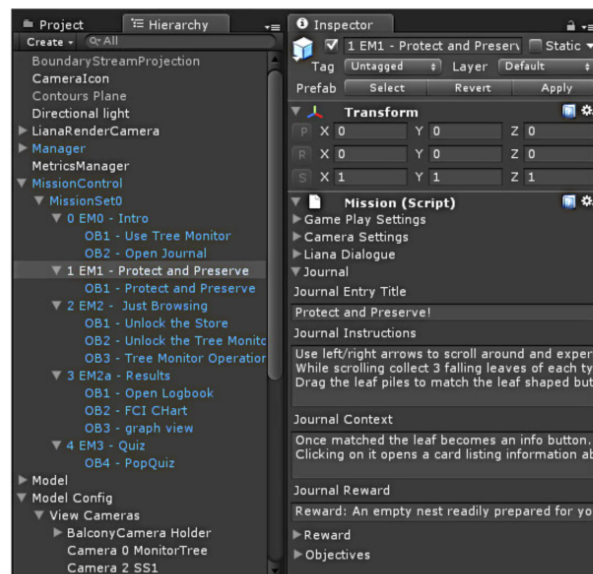 Project
Hierarchy
Create
All
BoundaryStreamProjection
CameraIcon
Contours Plane
Directional light
LianaRenderCamera
Manager
MetricsManager
MissionControl
MissionSet0
0 EM0 - Intro
OB1 - Use Tree Monitor
OB2 - Open Journal
1 EM1 - Protect and Preserve
OB1 - Protect and Preserve
2 EM2 - Just Browsing
OB1 - Unlock the Store
OB2 - Unlock the Tree Monitc
OB3 - Tree Monitor Operatior
3 EM2a - Results
OB1 - Open Logbook
OB2 - FCI CHart
OB3 - graph view
4 EM3 - Quiz
OB4 - PopQuiz
Model
Model Config
View Cameras
BalconyCamera Holder
Camera 0 MonitorTree
Camera 2 SS1
Inspector
1 EM1 - Protect and Preserv Static
Tag Untagged Layer Default
Prefab Select Revert Apply
Transform
P X 0 Y 0 Z 0
R X 0 Y 0 Z 0
S X 1 Y 1 Z 1
Mission (Script)
Game Play Settings
Camera Settings
Liana Dialogue
Journal
Journal Entry Title
Protect and Preserve!
Journal Instructions
Use left/right arrows to scroll around and exper
While scrolling collect 3 falling leaves of each ty
Drag the leaf piles to match the leaf shaped but
Journal Context
Once matched the leaf becomes an info button.
Clicking on it opens a card listing information ab
Journal Reward
Reward: An empty nest readily prepared for yo
Reward
Objectives